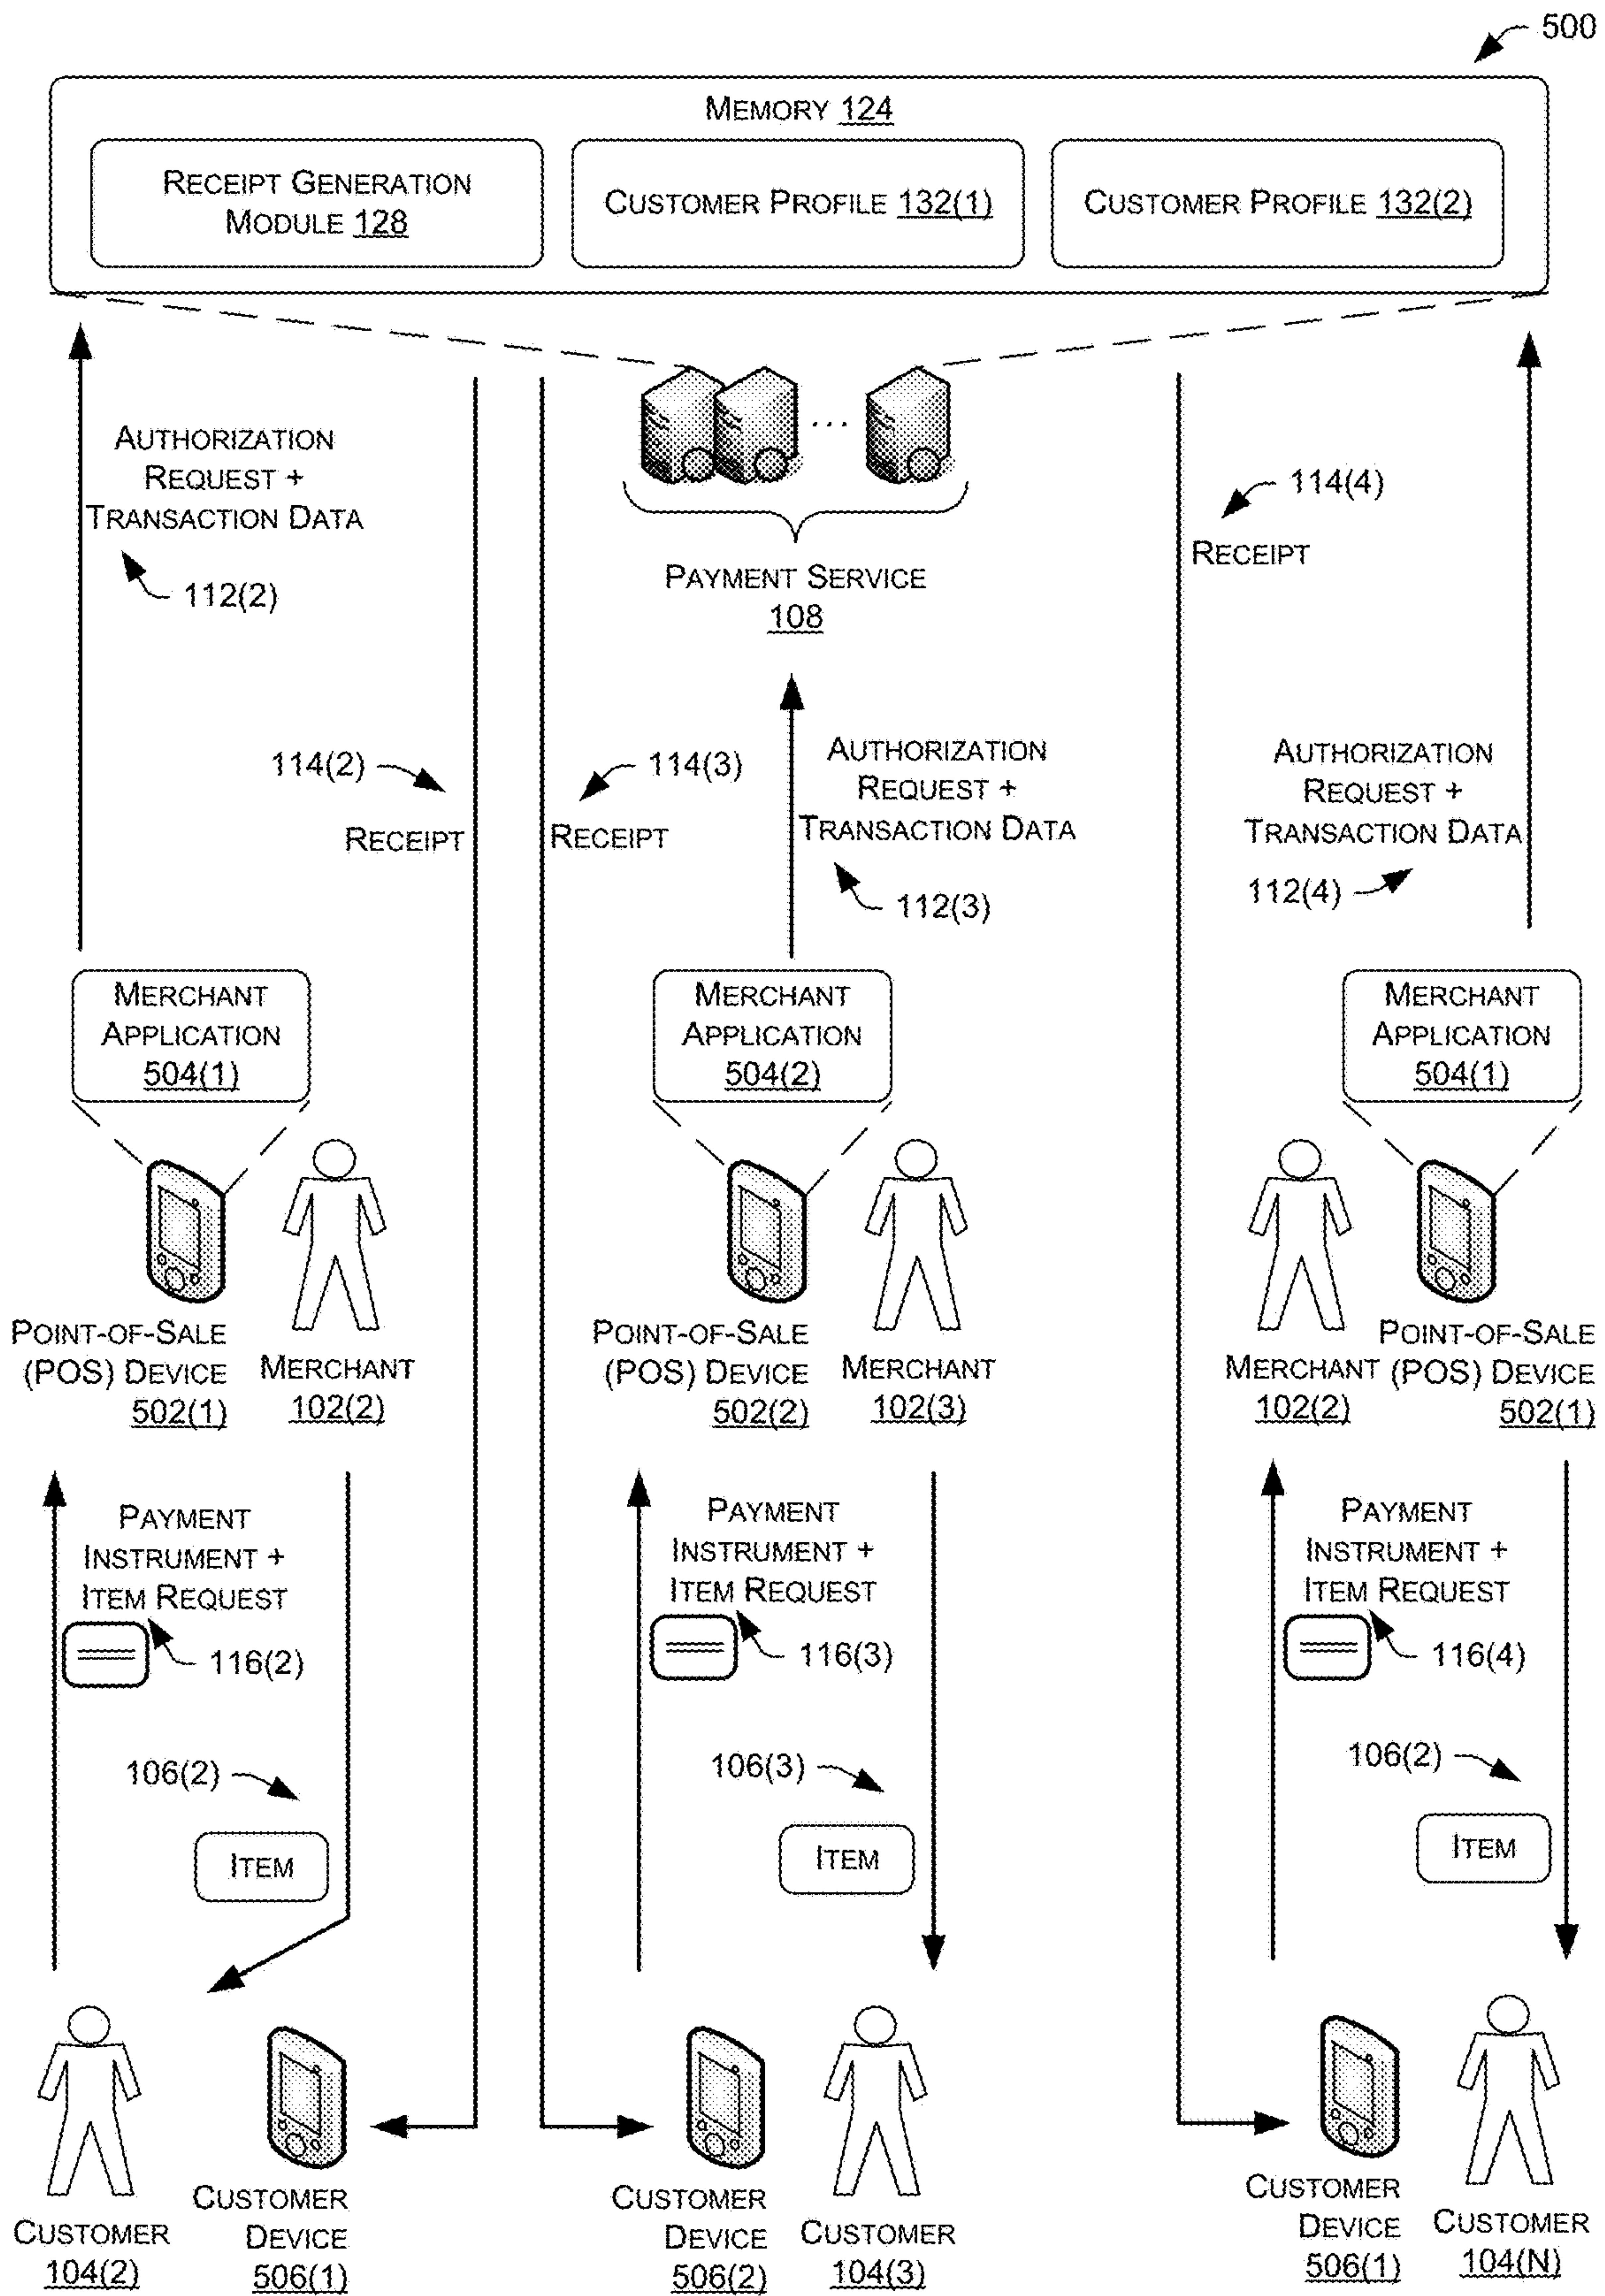 500
MEMORY 124
RECEIPT GENERATION
MODULE 128
CUSTOMER PROFILE 132(1)
CUSTOMER PROFILE 132(2)
AUTHORIZATION
REQUEST +
TRANSACTION DATA
112(2)
...
PAYMENT SERVICE
108
114(4)
RECEIPT
114(2)
RECEIPT
114(3)
RECEIPT
AUTHORIZATION
REQUEST +
TRANSACTION DATA
112(3)
AUTHORIZATION
REQUEST +
TRANSACTION DATA
112(4)
MERCHANT
APPLICATION
504(1)
MERCHANT
APPLICATION
504(2)
MERCHANT
APPLICATION
504(1)
POINT-OF-SALE
(POS) DEVICE
502(1)
MERCHANT
102(2)
POINT-OF-SALE
(POS) DEVICE
502(2)
MERCHANT
102(3)
MERCHANT
102(2)
POINT-OF-SALE
(POS) DEVICE
502(1)
PAYMENT
INSTRUMENT +
ITEM REQUEST
116(2)
106(2)
ITEM
PAYMENT
INSTRUMENT +
ITEM REQUEST
116(3)
106(3)
ITEM
PAYMENT
INSTRUMENT +
ITEM REQUEST
116(4)
106(2)
ITEM
CUSTOMER
104(2)
CUSTOMER
DEVICE
506(1)
CUSTOMER
DEVICE
506(2)
CUSTOMER
104(3)
CUSTOMER
DEVICE
506(1)
CUSTOMER
104(N)